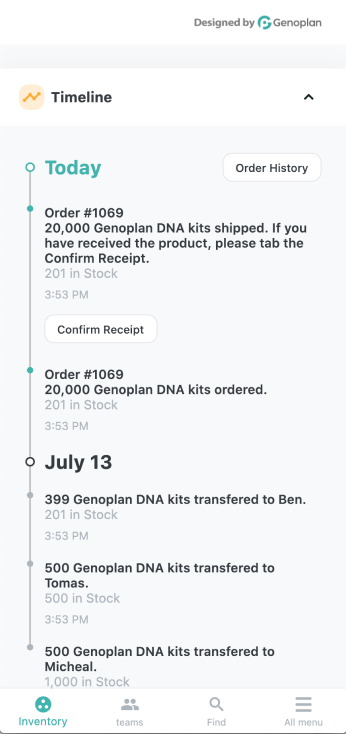 Designed by Genoplan
Timeline
Today
Order History
Order #1069
20,000 Genoplan DNA kits shipped. If you
have received the product, please tab the
Confirm Receipt.
201 in Stock
3:53 PM
Confirm Receipt
Order #1069
20,000 Genoplan DNA kits ordered.
201 in Stock
3:53 PM
July 13
399 Genoplan DNA kits transfered to Ben.
201 in Stock
3:53 PM
500 Genoplan DNA kits transfered to
Tomas.
500 in Stock
3:53 PM
500 Genoplan DNA kits transfered to
Micheal.
1,000 in Stock
Inventory
teams
Find
All menu